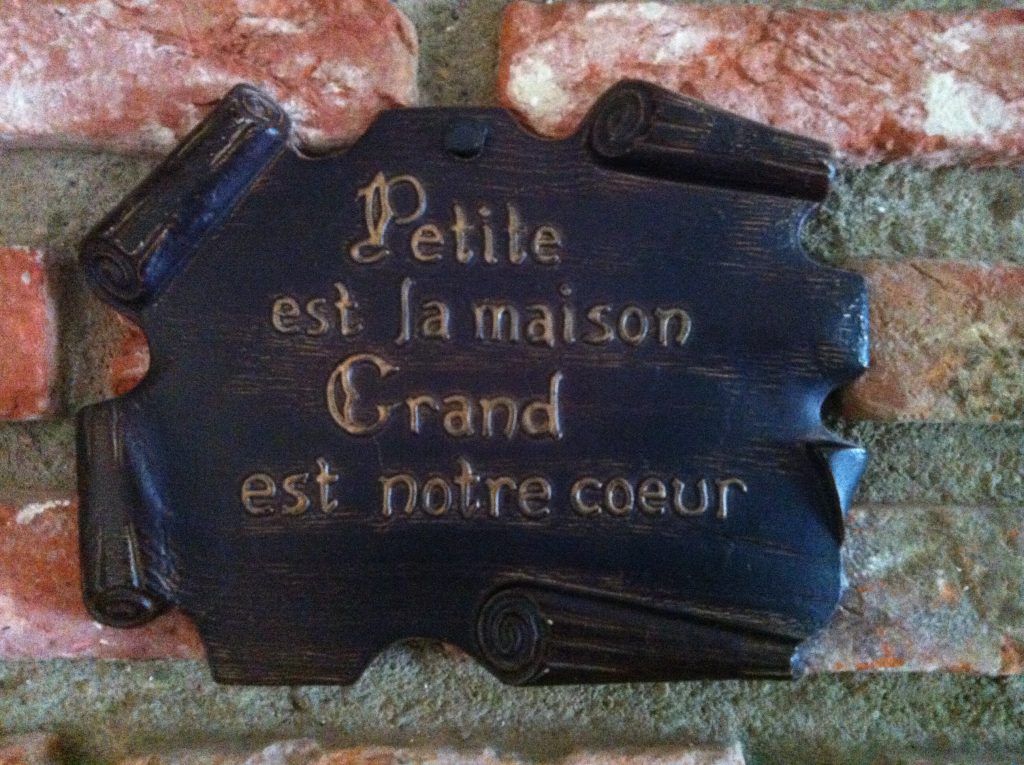 Petite
est la maison
Grand
est notre coeur